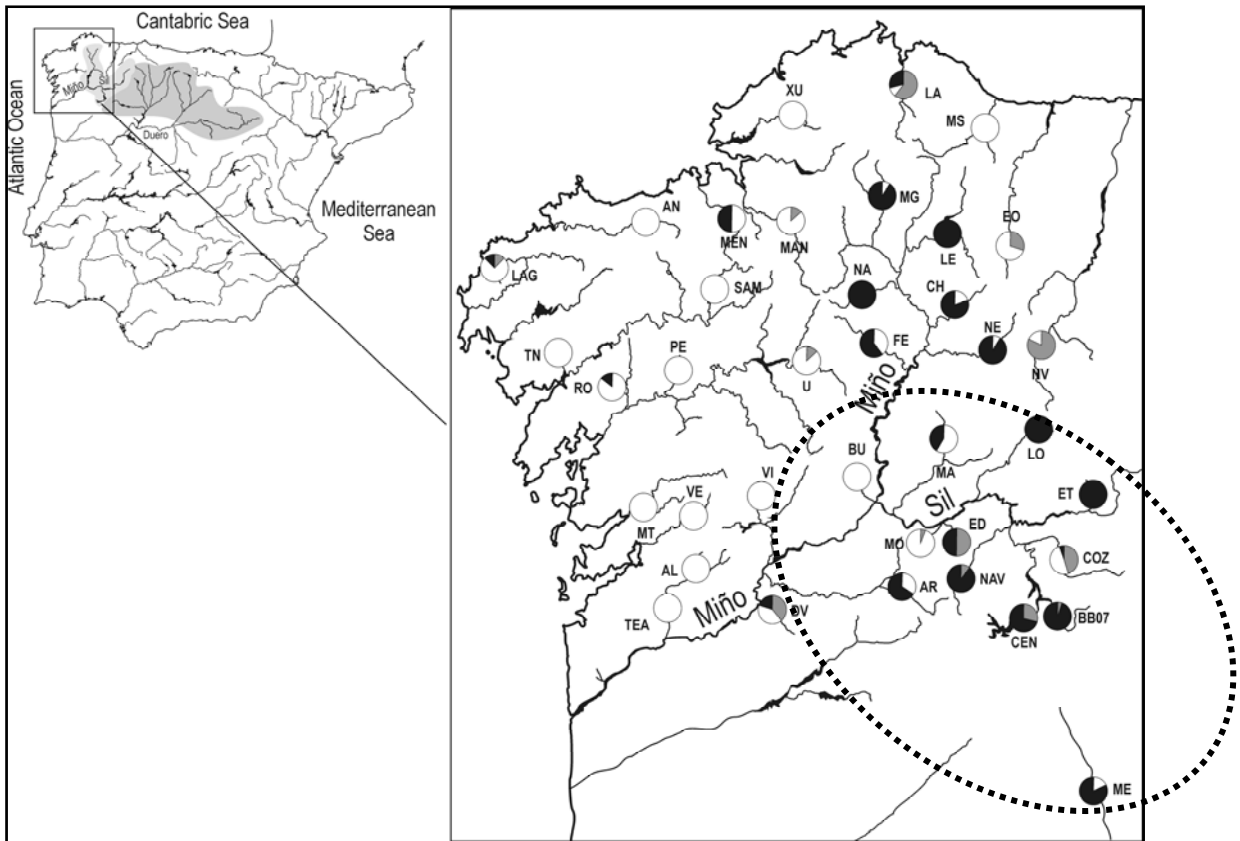 Cantabric Sea
Atlantic Ocean
Miño
Sil
Duero
Mediterranean
Sea
XU
LA
MS
AN
MEN
MAN
MG
LE
EO
LAG
SAM
NA
CH
NE
NV
TN
PE
RO
U
FE
Miño
BU
MA
LO
ET
Sil
VI
VE
MT
MO
ED
COZ
AL
AR
NAV
TEA
Miño
DV
CEN
BB07
ME